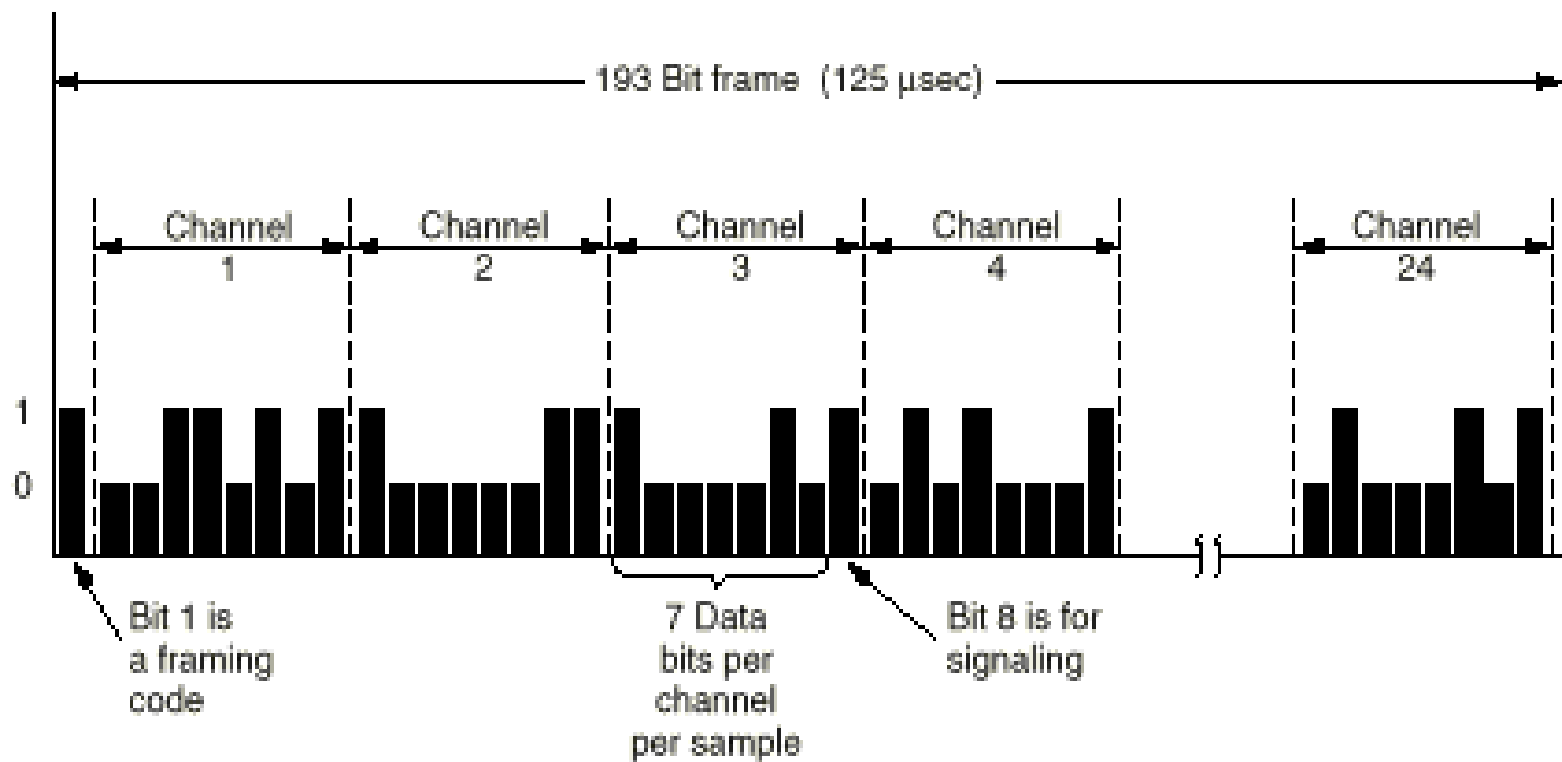 193 Bit frame (125 µsec)
Channel
1
Channel
2
Channel
3
Channel
4
Channel
24
1
0
Bit 1 is
a framing
code
7 Data
bits per
channel
per sample
Bit 8 is for
signaling